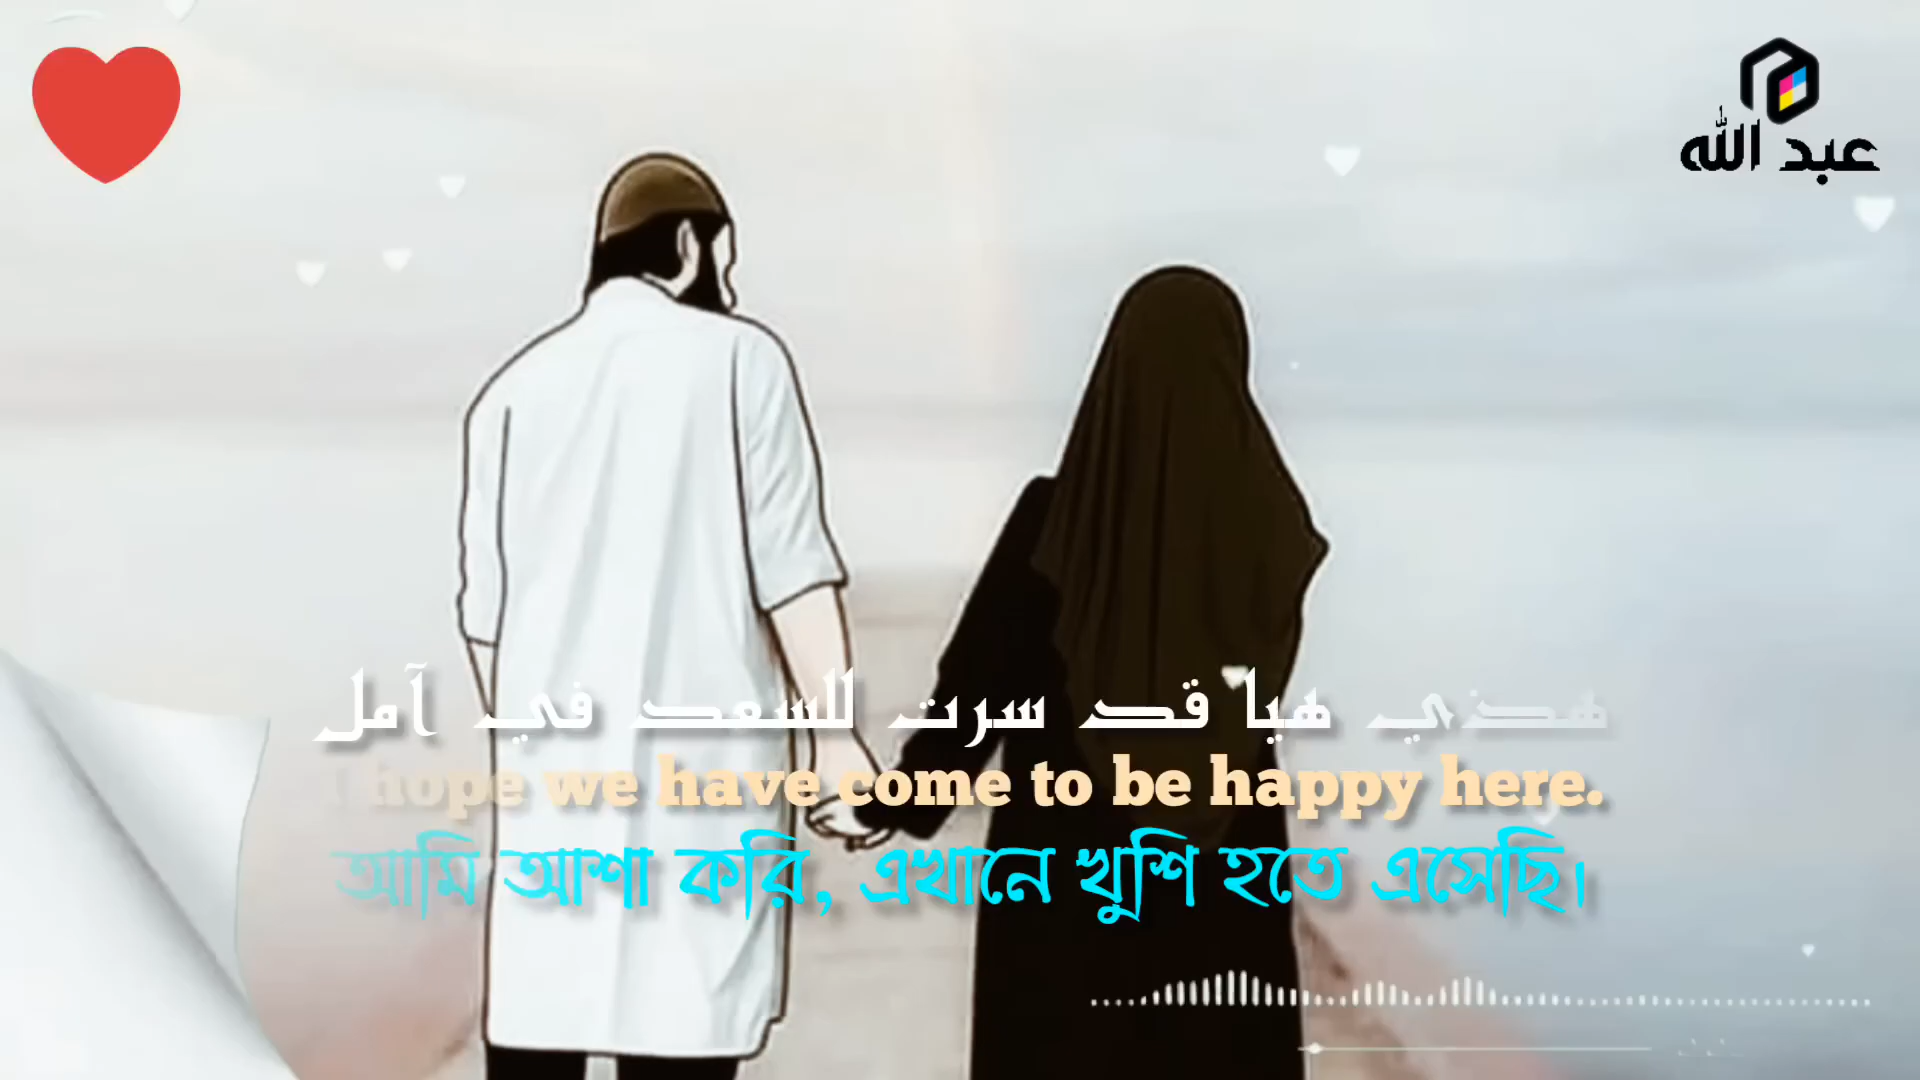 عبد الله
هذي هيا قد سرت للسعد في آمل
hope we have come to be happy here.
আমি আশা করি, এখানে খুশি হতে এসেছি।